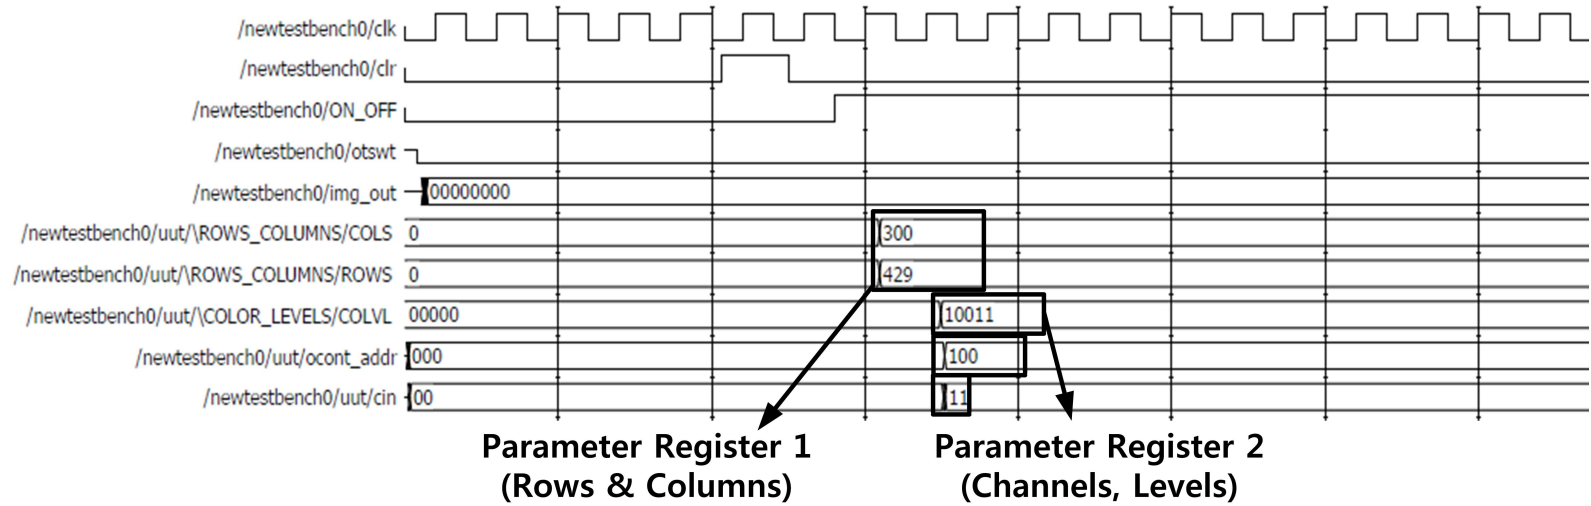 /newtestbench0/clk
/newtestbench0/clr
/newtestbench0/ON_OFF
/newtestbench0/otswt
/newtestbench0/img_out 00000000
/newtestbench0/uut/\ROWS_COLUMNS/COLS 0 300
/newtestbench0/uut/\ROWS_COLUMNS/ROWS 0 429
/newtestbench0/uut/\COLOR_LEVELS/COLVL 00000 10011
/newtestbench0/uut/ocont_addr 000 100
/newtestbench0/uut/cin 00 11
Parameter Register 1 Parameter Register 2
(Rows & Columns) (Channels, Levels)